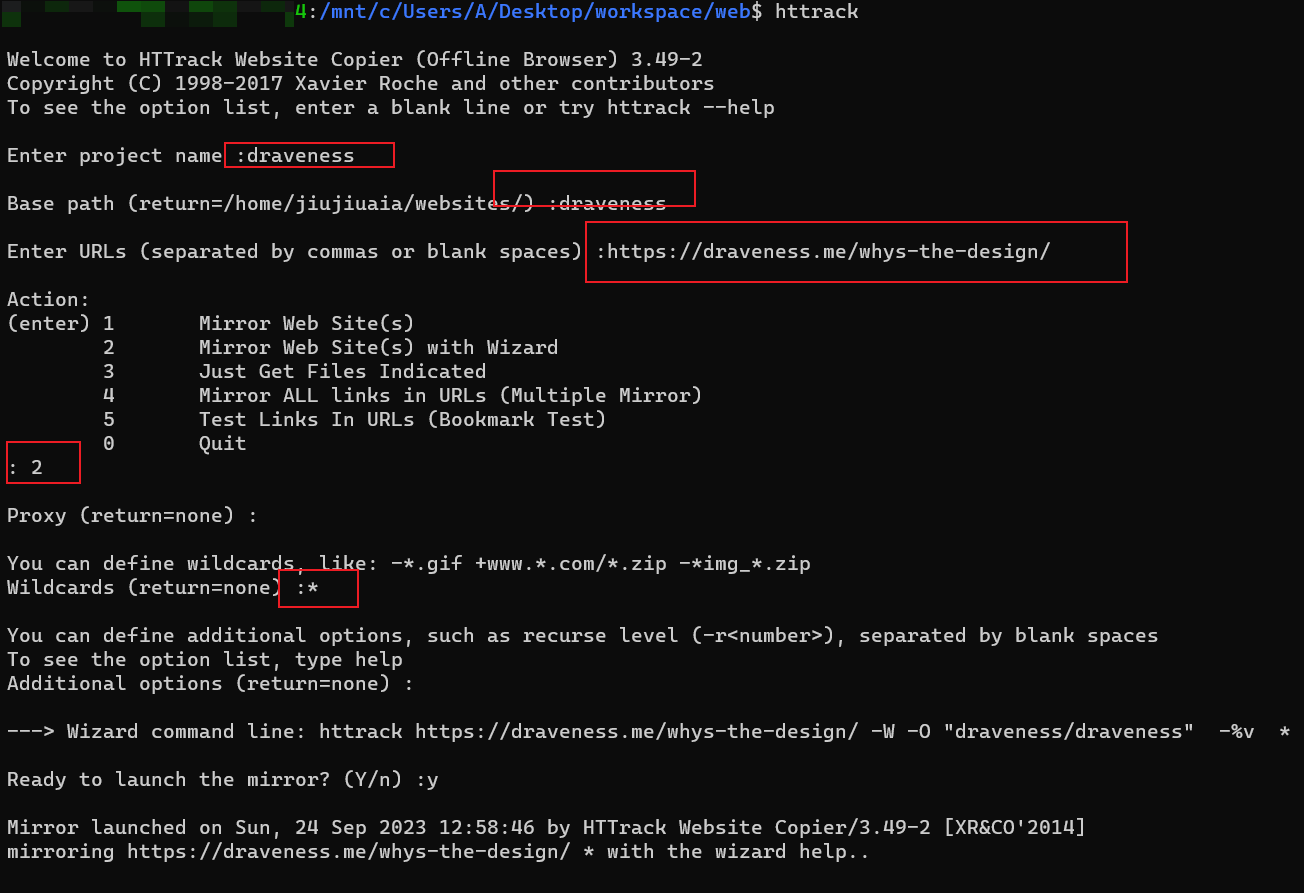 4:/mnt/c/Users/A/Desktop/workspace/web$ httrack
Welcome to HTTrack Website Copier (Offline Browser) 3.49-2
Copyright (C) 1998-2017 Xavier Roche and other contributors
To see the option list, enter a blank line or try httrack --help
Enter project name :draveness
Base path (return=/home/jiujiuaia/websites/) :draveness
Enter URLs (separated by commas or blank spaces) :https://draveness.me/whys-the-design/
Action:
(enter) 1       Mirror Web Site(s)
        2       Mirror Web Site(s) with Wizard
        3       Just Get Files Indicated
        4       Mirror ALL links in URLs (Multiple Mirror)
        5       Test Links In URLs (Bookmark Test)
        0       Quit
: 2
Proxy (return=none) :
You can define wildcards, like: -*.gif +www.*.com/*.zip -*img_*.zip
Wildcards (return=none) :*
You can define additional options, such as recurse level (-r<number>), separated by blank spaces
To see the option list, type help
Additional options (return=none) :
---> Wizard command line: httrack https://draveness.me/whys-the-design/ -W -O "draveness/draveness"  -%v  *
Ready to launch the mirror? (Y/n) :y
Mirror launched on Sun, 24 Sep 2023 12:58:46 by HTTrack Website Copier/3.49-2 [XR&CO'2014]
mirroring https://draveness.me/whys-the-design/ * with the wizard help..